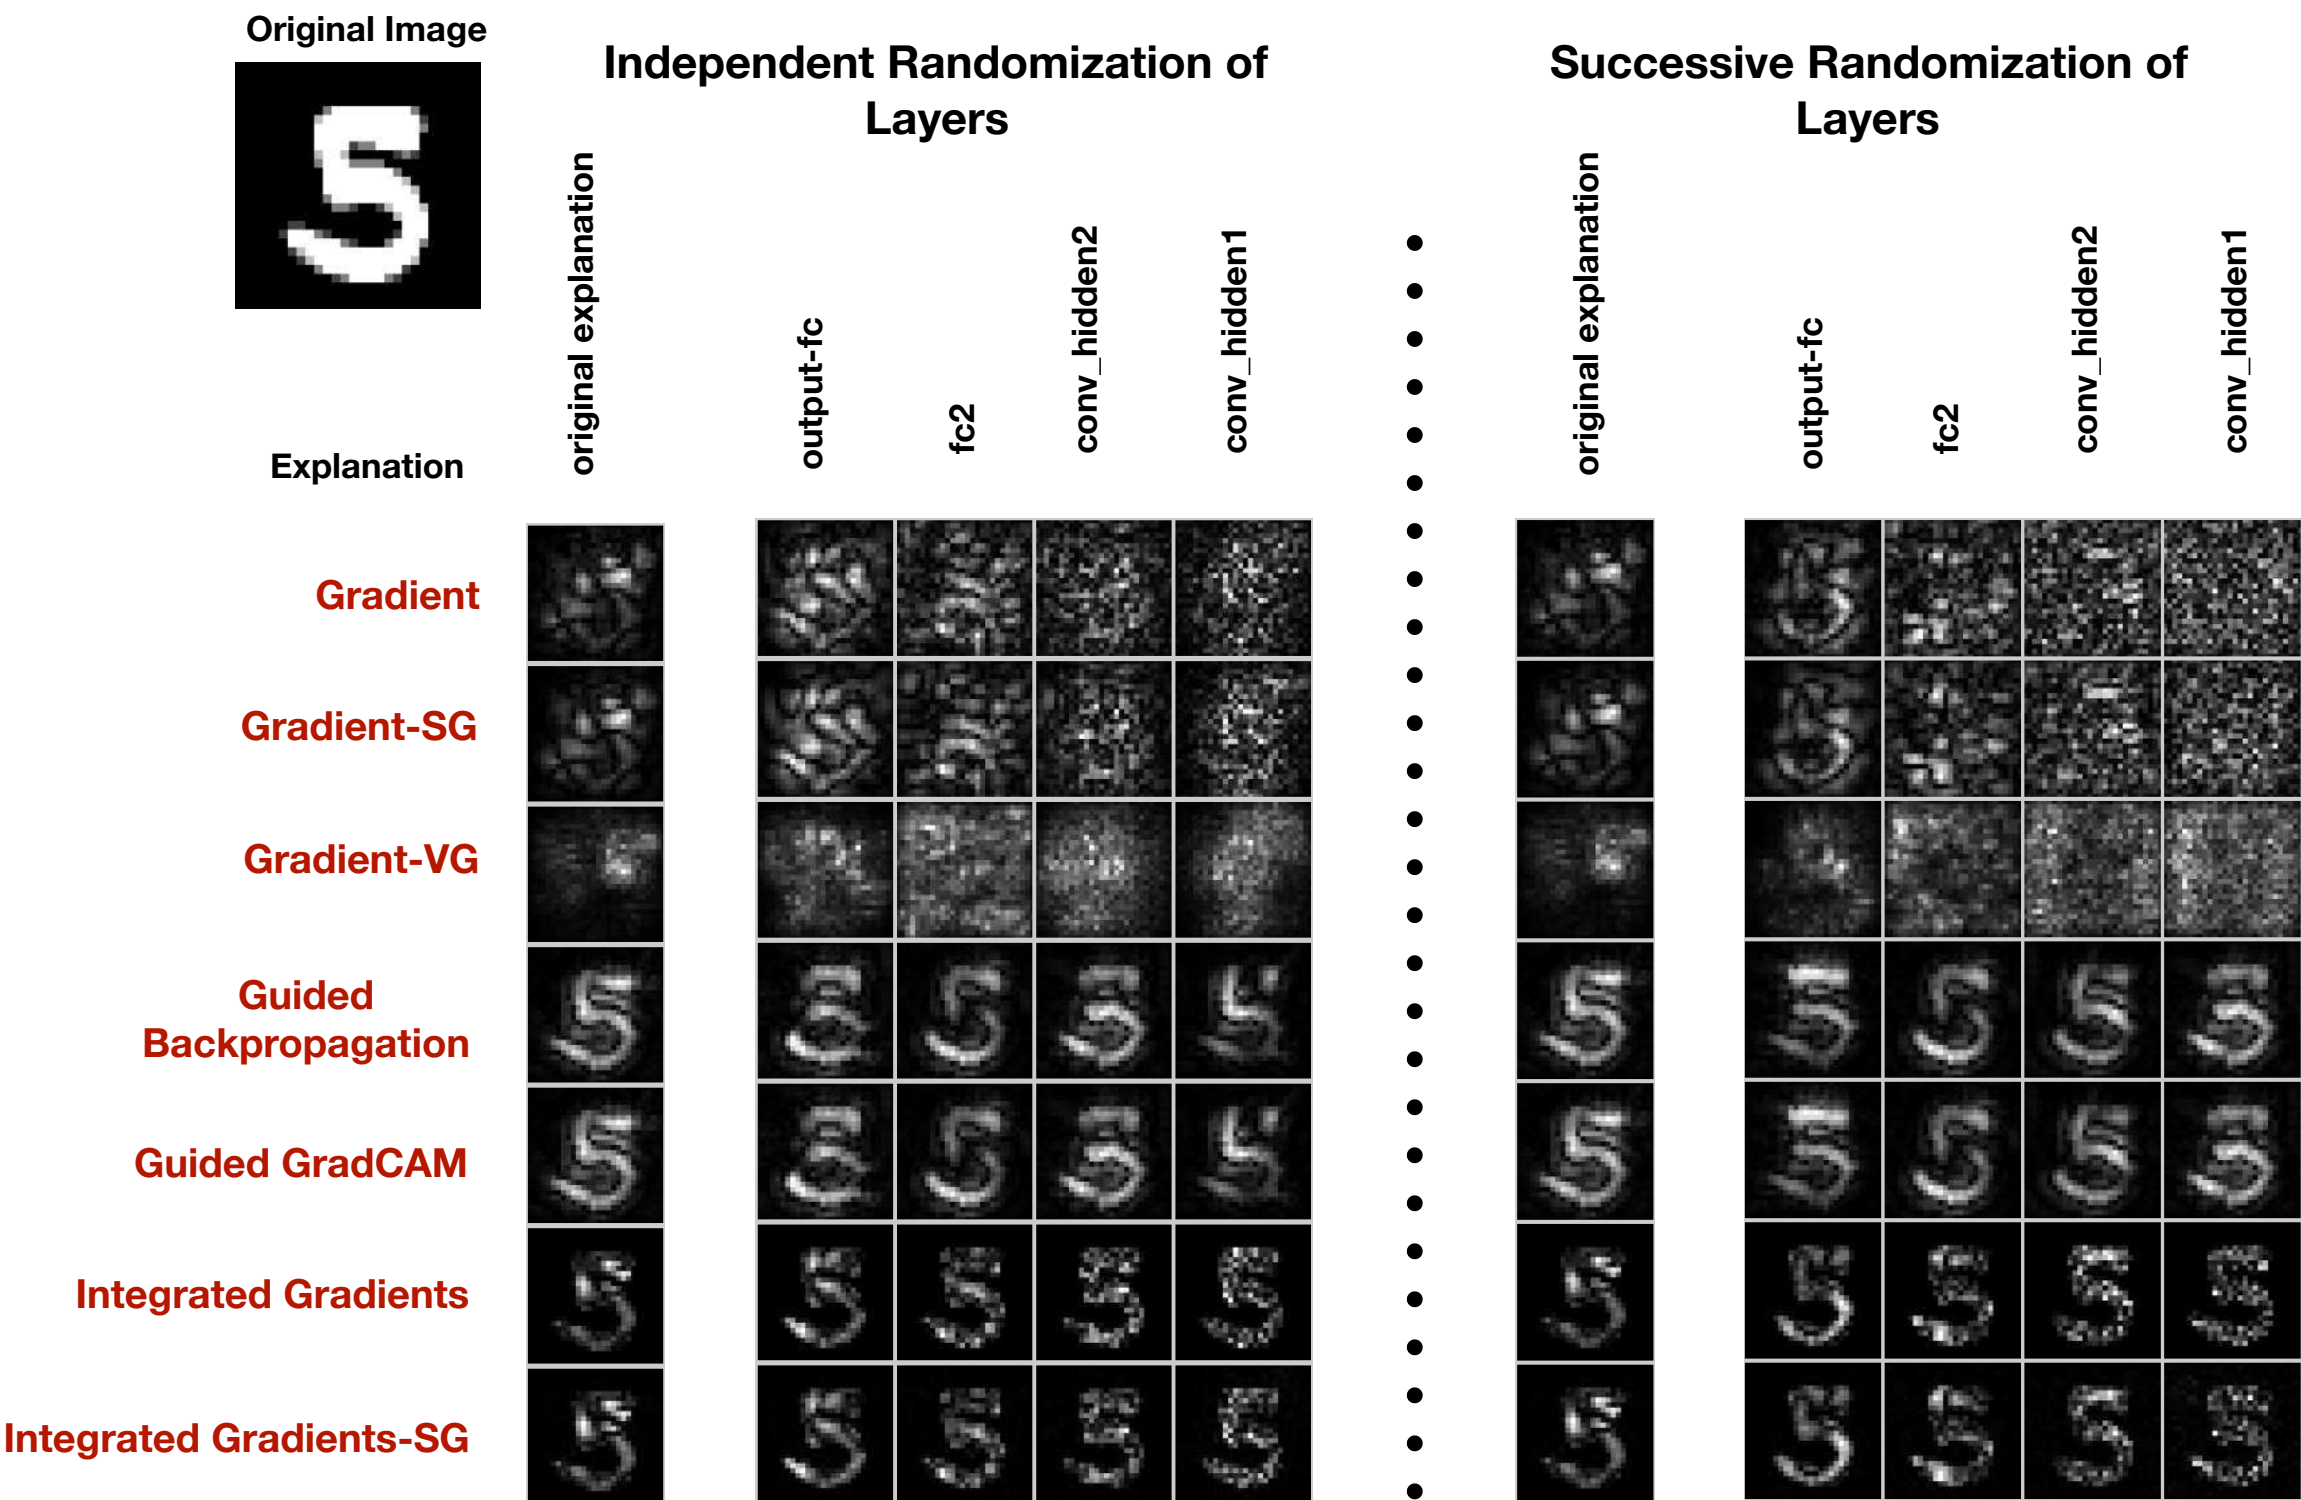 Original Image
Independent Randomization of
Layers
Successive Randomization of
Layers
original explanation
output-fc
fc2
conv_hidden2
conv_hidden1
original explanation
output-fc
fc2
conv_hidden2
conv_hidden1
Explanation
Gradient
Gradient-SG
Gradient-VG
Guided
Backpropagation
Guided GradCAM
Integrated Gradients
Integrated Gradients-SG